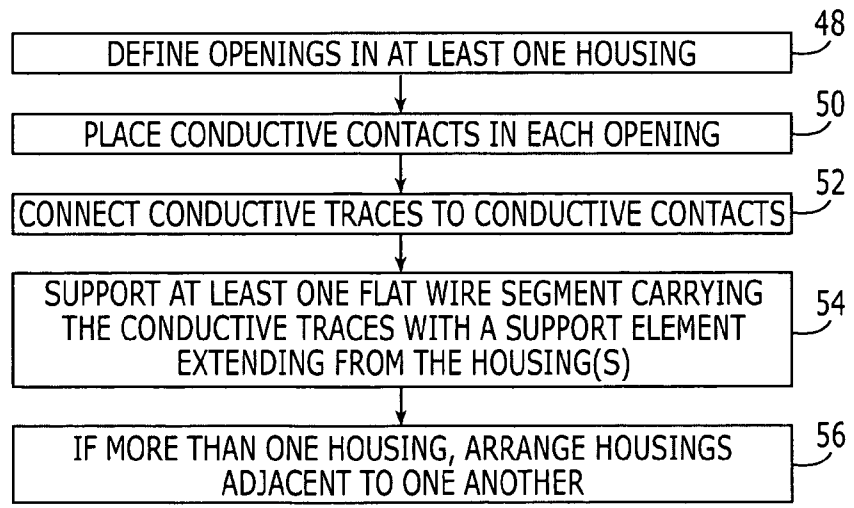 48
DEFINE OPENINGS IN AT LEAST ONE HOUSING
50
PLACE CONDUCTIVE CONTACTS IN EACH OPENING
52
CONNECT CONDUCTIVE TRACES TO CONDUCTIVE CONTACTS
SUPPORT AT LEAST ONE FLAT WIRE SEGMENT CARRYING
THE CONDUCTIVE TRACES WITH A SUPPORT ELEMENT
EXTENDING FROM THE HOUSING(S)
54
IF MORE THAN ONE HOUSING, ARRANGE HOUSINGS
ADJACENT TO ONE ANOTHER
56